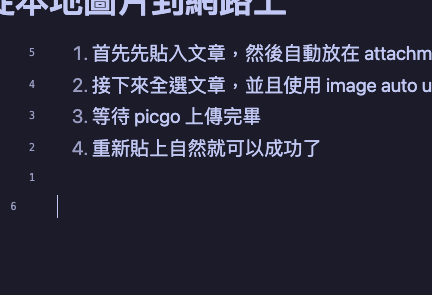 從本地圖片到網路上
5 1. 首先先貼入文章，然後自動放在 attachm
4 2. 接下來全選文章，並且使用 image auto u
3 3. 等待 picgo 上傳完畢
2 4. 重新貼上自然就可以成功了
1
6